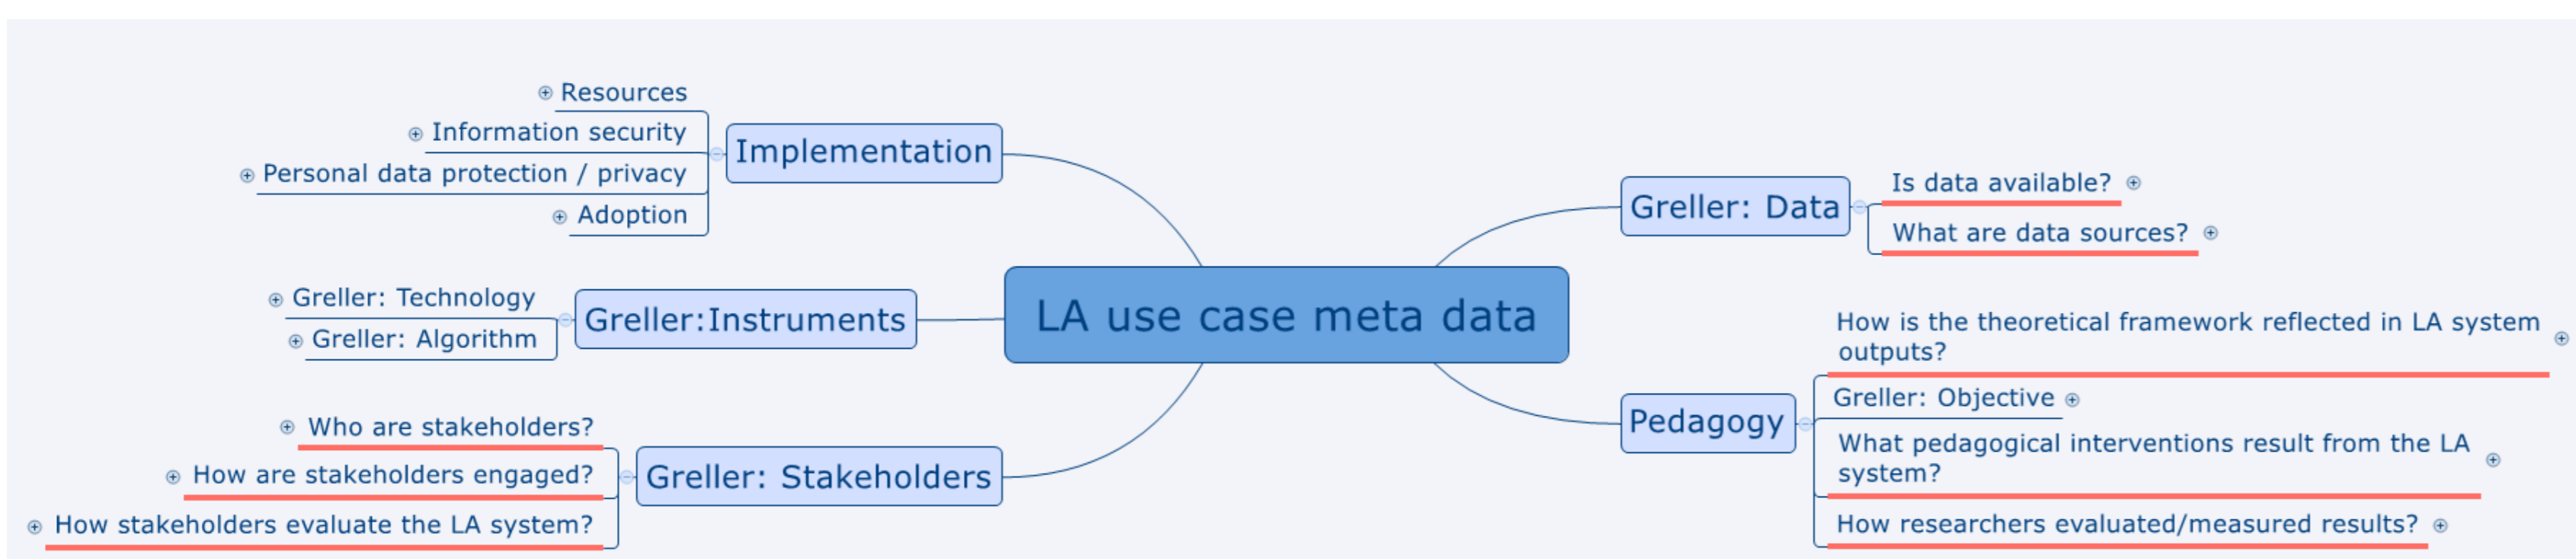 Resources
Information security
Personal data protection / privacy
Adoption
Implementation
Greller: Technology
Greller: Algorithm
Greller:Instruments
Who are stakeholders?
How are stakeholders engaged?
How stakeholders evaluate the LA system?
Greller: Stakeholders
LA use case meta data
Greller: Data
Is data available?
What are data sources?
Pedagogy
How is the theoretical framework reflected in LA system
outputs?
Greller: Objective
What pedagogical interventions result from the LA
system?
How researchers evaluated/measured results?